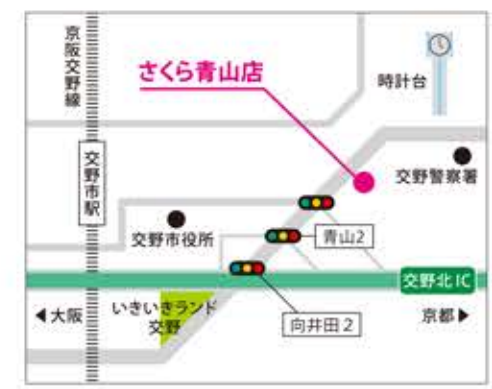 京阪交野線
さくら青山店
時計台
交野市駅
交野警察署
交野市役所
青山2
交野北IC
◀大阪
いきいきランド
交野
向井田2
京都▶